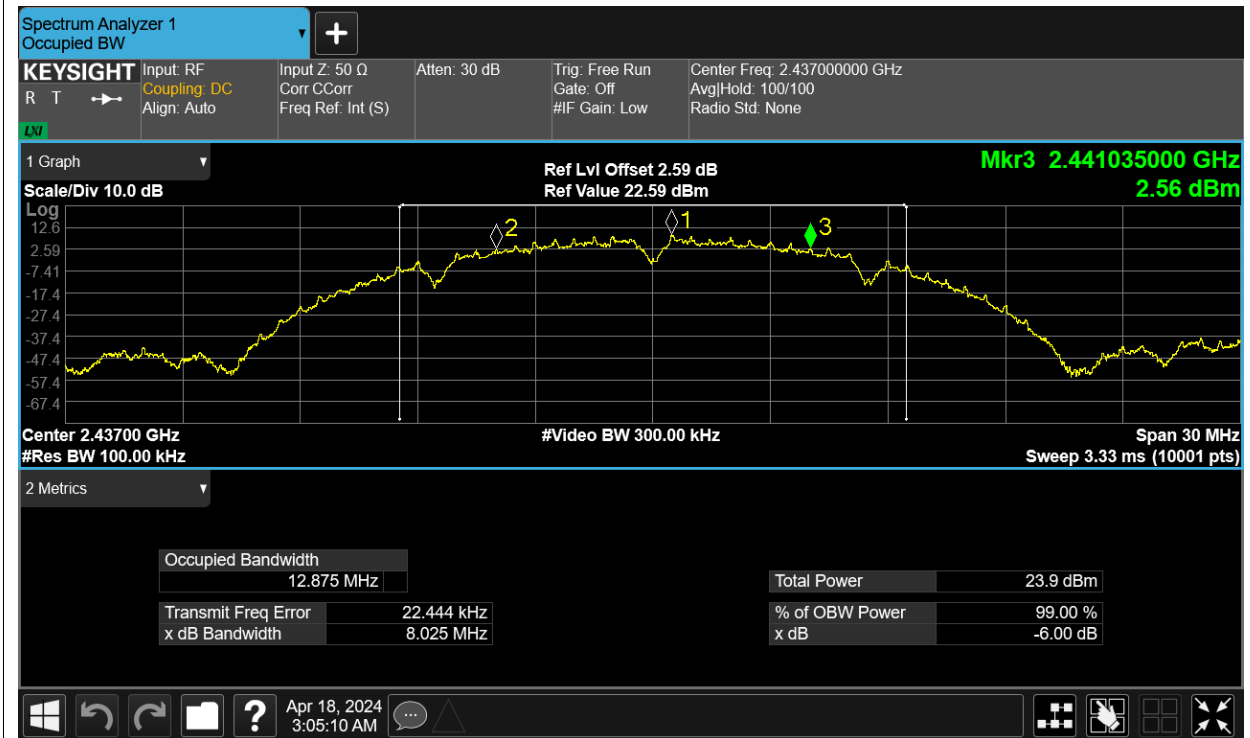 Spectrum Analyzer 1
Occupied BW
KEYSIGHT
R T
LXI
Input: RF
Coupling: DC
Align: Auto
Input Z: 50 Ω
Corr CCorr
Freq Ref: Int (S)
Atten: 30 dB
Trig: Free Run
Gate: Off
#IF Gain: Low
Center Freq: 2.437000000 GHz
Avg|Hold: 100/100
Radio Std: None
1 Graph
Scale/Div 10.0 dB
Ref Lvl Offset 2.59 dB
Ref Value 22.59 dBm
Mkr3 2.441035000 GHz
2.56 dBm
Log
12.6
2.59
-7.41
-17.4
-27.4
-37.4
-47.4
-57.4
-67.4
2
1
3
Center 2.43700 GHz
#Res BW 100.00 kHz
#Video BW 300.00 kHz
Span 30 MHz
Sweep 3.33 ms (10001 pts)
2 Metrics
Occupied Bandwidth
12.875 MHz
Total Power 23.9 dBm
Transmit Freq Error 22.444 kHz
% of OBW Power 99.00 %
x dB Bandwidth 8.025 MHz
x dB -6.00 dB
?
Apr 18, 2024
3:05:10 AM